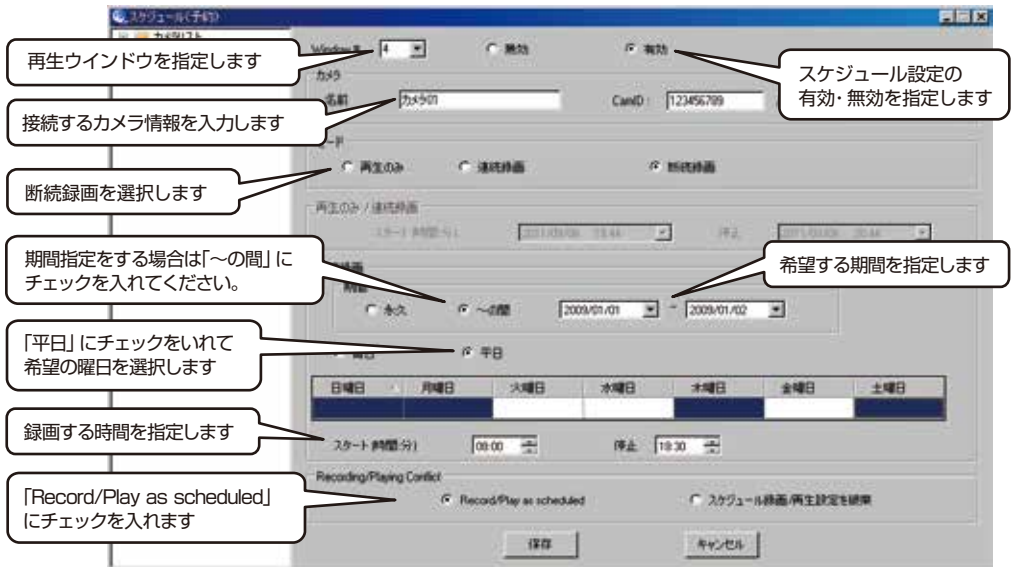 スケジュール(予約)
カメラリスト
再生ウインドウを指定します
4
無効
有効
スケジュール設定の
有効・無効を指定します
カメラ
名前
カメラ01
CamID :
123456789
接続するカメラ情報を入力します
再生のみ
連続録画
断続録画
断続録画を選択します
再生のみ / 連続録画
スタート (時間:分)
停止
期間指定をする場合は「〜の間」に
チェックを入れてください。
希望する期間を指定します
永久
〜の間
2009/01/01
~
2009/01/02
「平日」にチェックをいれて
希望の曜日を選択します
平日
日曜日
月曜日
火曜日
水曜日
木曜日
金曜日
土曜日
録画する時間を指定します
スタート (時間:分)
08:00
停止
18:30
Recording/Playing Conflict
「Record/Play as scheduled」
にチェックを入れます
Record/Play as scheduled
スケジュール録画/再生設定を破棄
保存
キャンセル